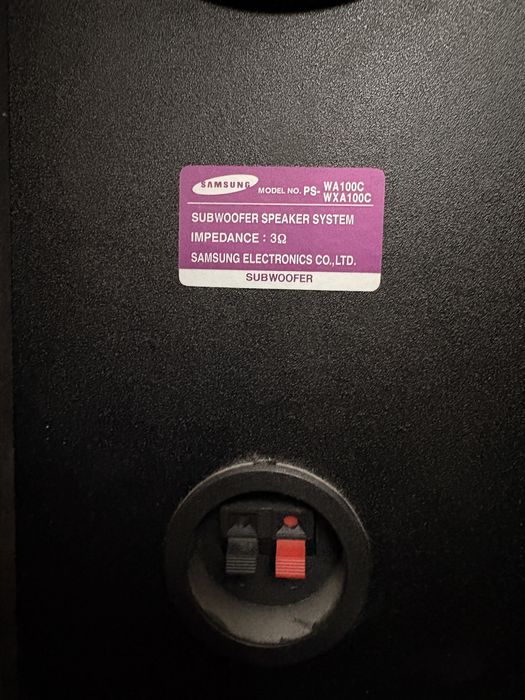 SAMSUNG MODEL NO. PS- WA100C
WXA100C
SUBWOOFER SPEAKER SYSTEM
IMPEDANCE : 3Ω
SAMSUNG ELECTRONICS CO.,LTD.
SUBWOOFER